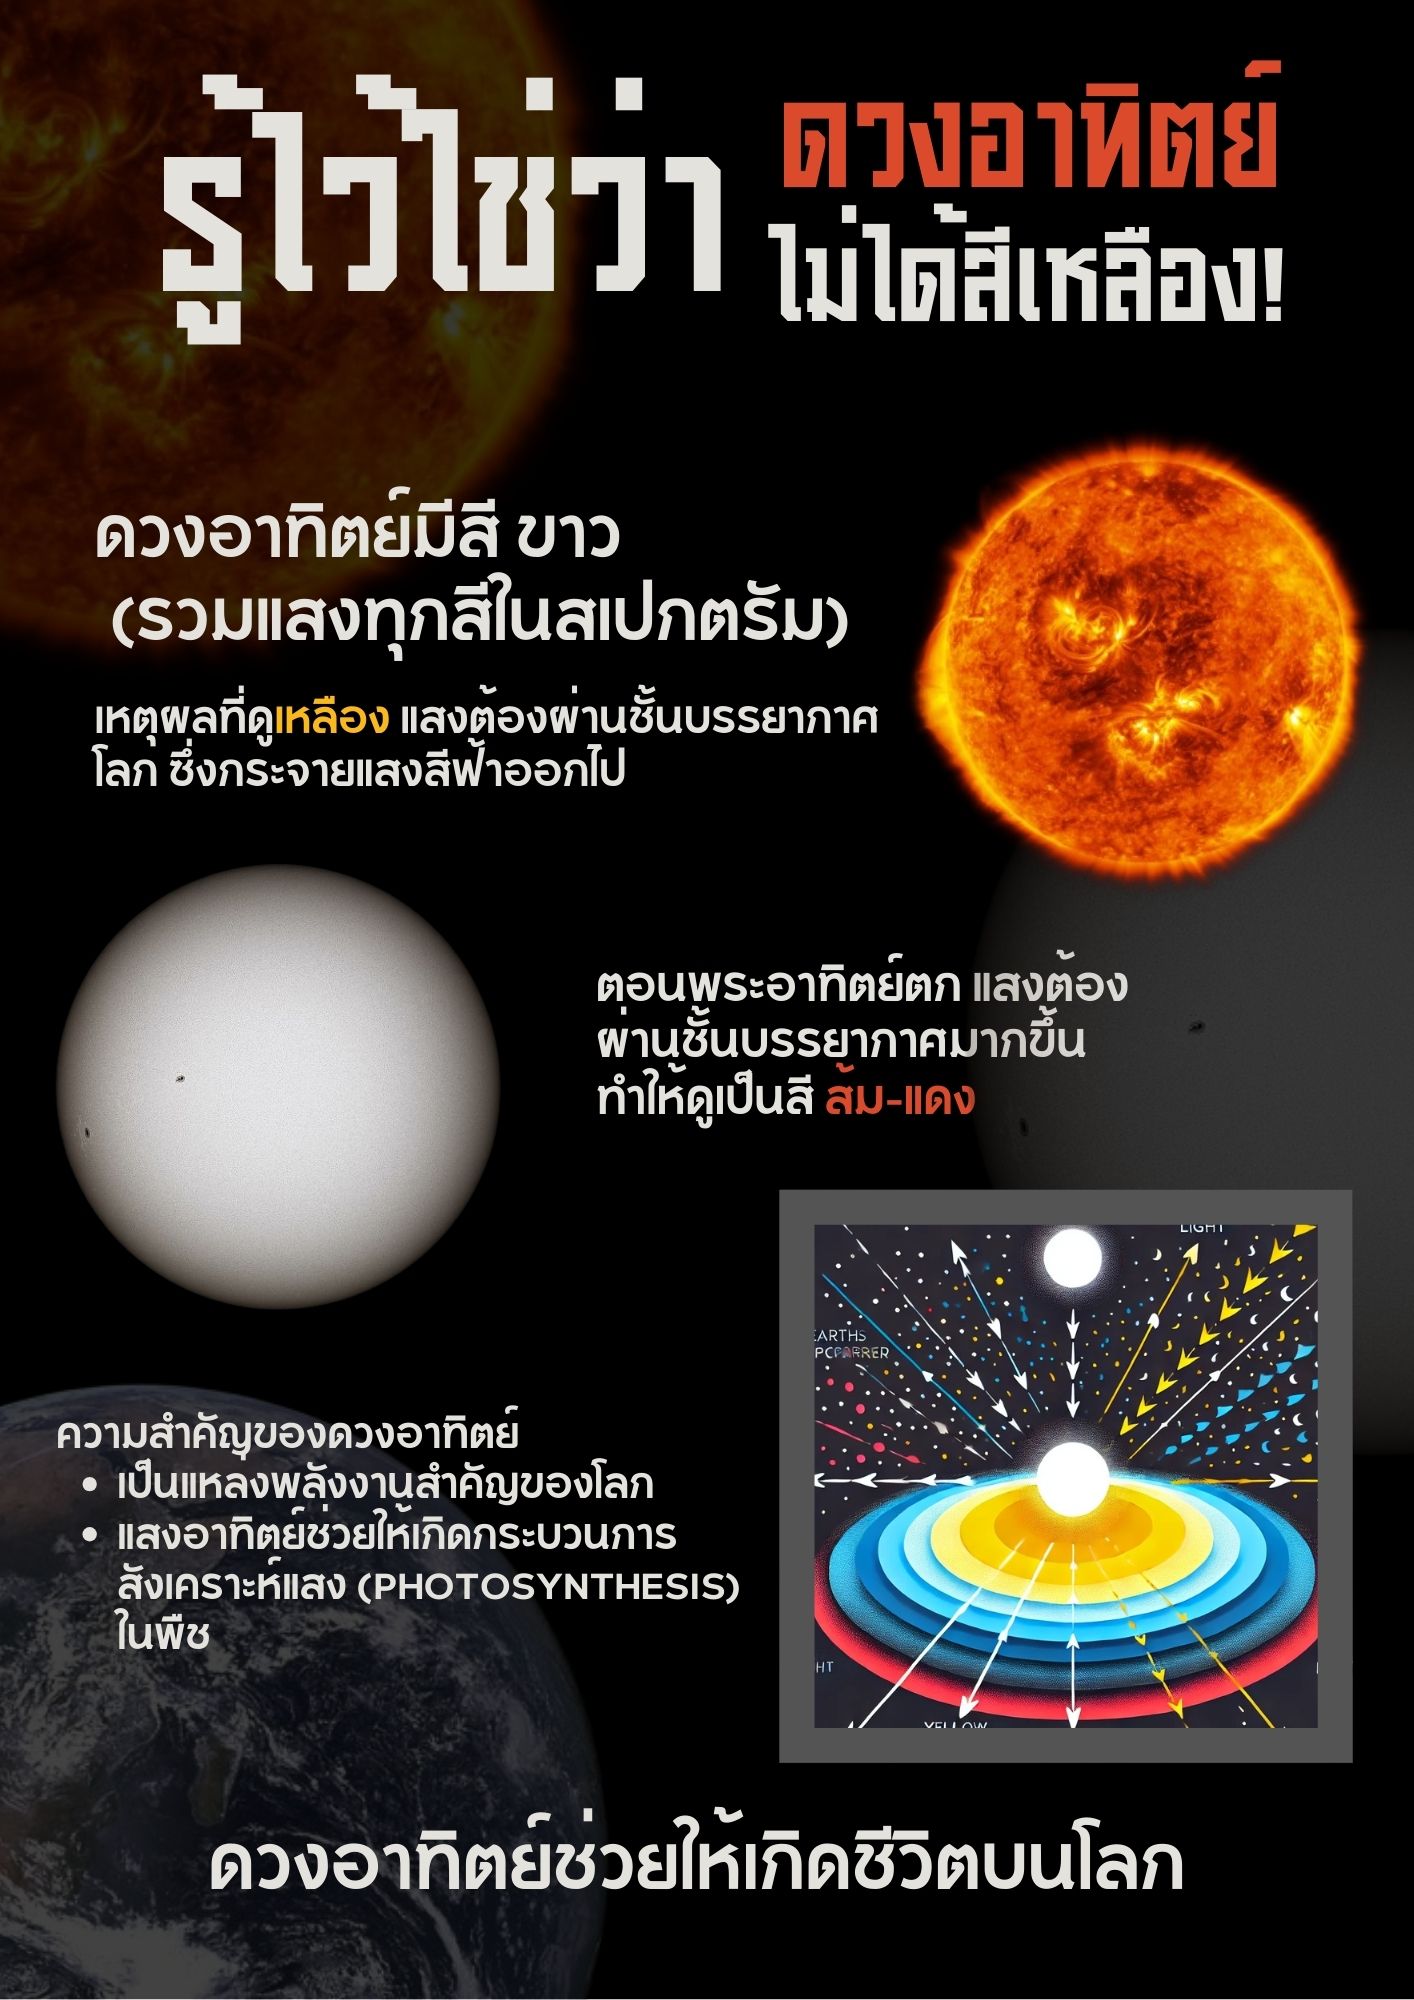 รู้ไว้ใช่ว่า
ดวงอาทิตย์
ไม่ได้สีเหลือง!
ดวงอาทิตย์มีสี ขาว
(รวมแสงทุกสีในสเปกตรัม)
เหตุผลที่ดูเหลือง แสงต้องผ่านชั้นบรรยากาศ
โลก ซึ่งกระจายแสงสีฟ้าออกไป
ตอนพระอาทิตย์ตก แสงต้อง
ผ่านชั้นบรรยากาศมากขึ้น
ทำให้ดูเป็นสี ส้ม-แดง
LIGHT
EARTHS
ความสำคัญของดวงอาทิตย์
• เป็นแหล่งพลังงานสำคัญของโลก
• แสงอาทิตย์ช่วยให้เกิดกระบวนการ
สังเคราะห์แสง (PHOTOSYNTHESIS)
ในพืช
HT
YELLOW
ดวงอาทิตย์ช่วยให้เกิดชีวิตบนโลก